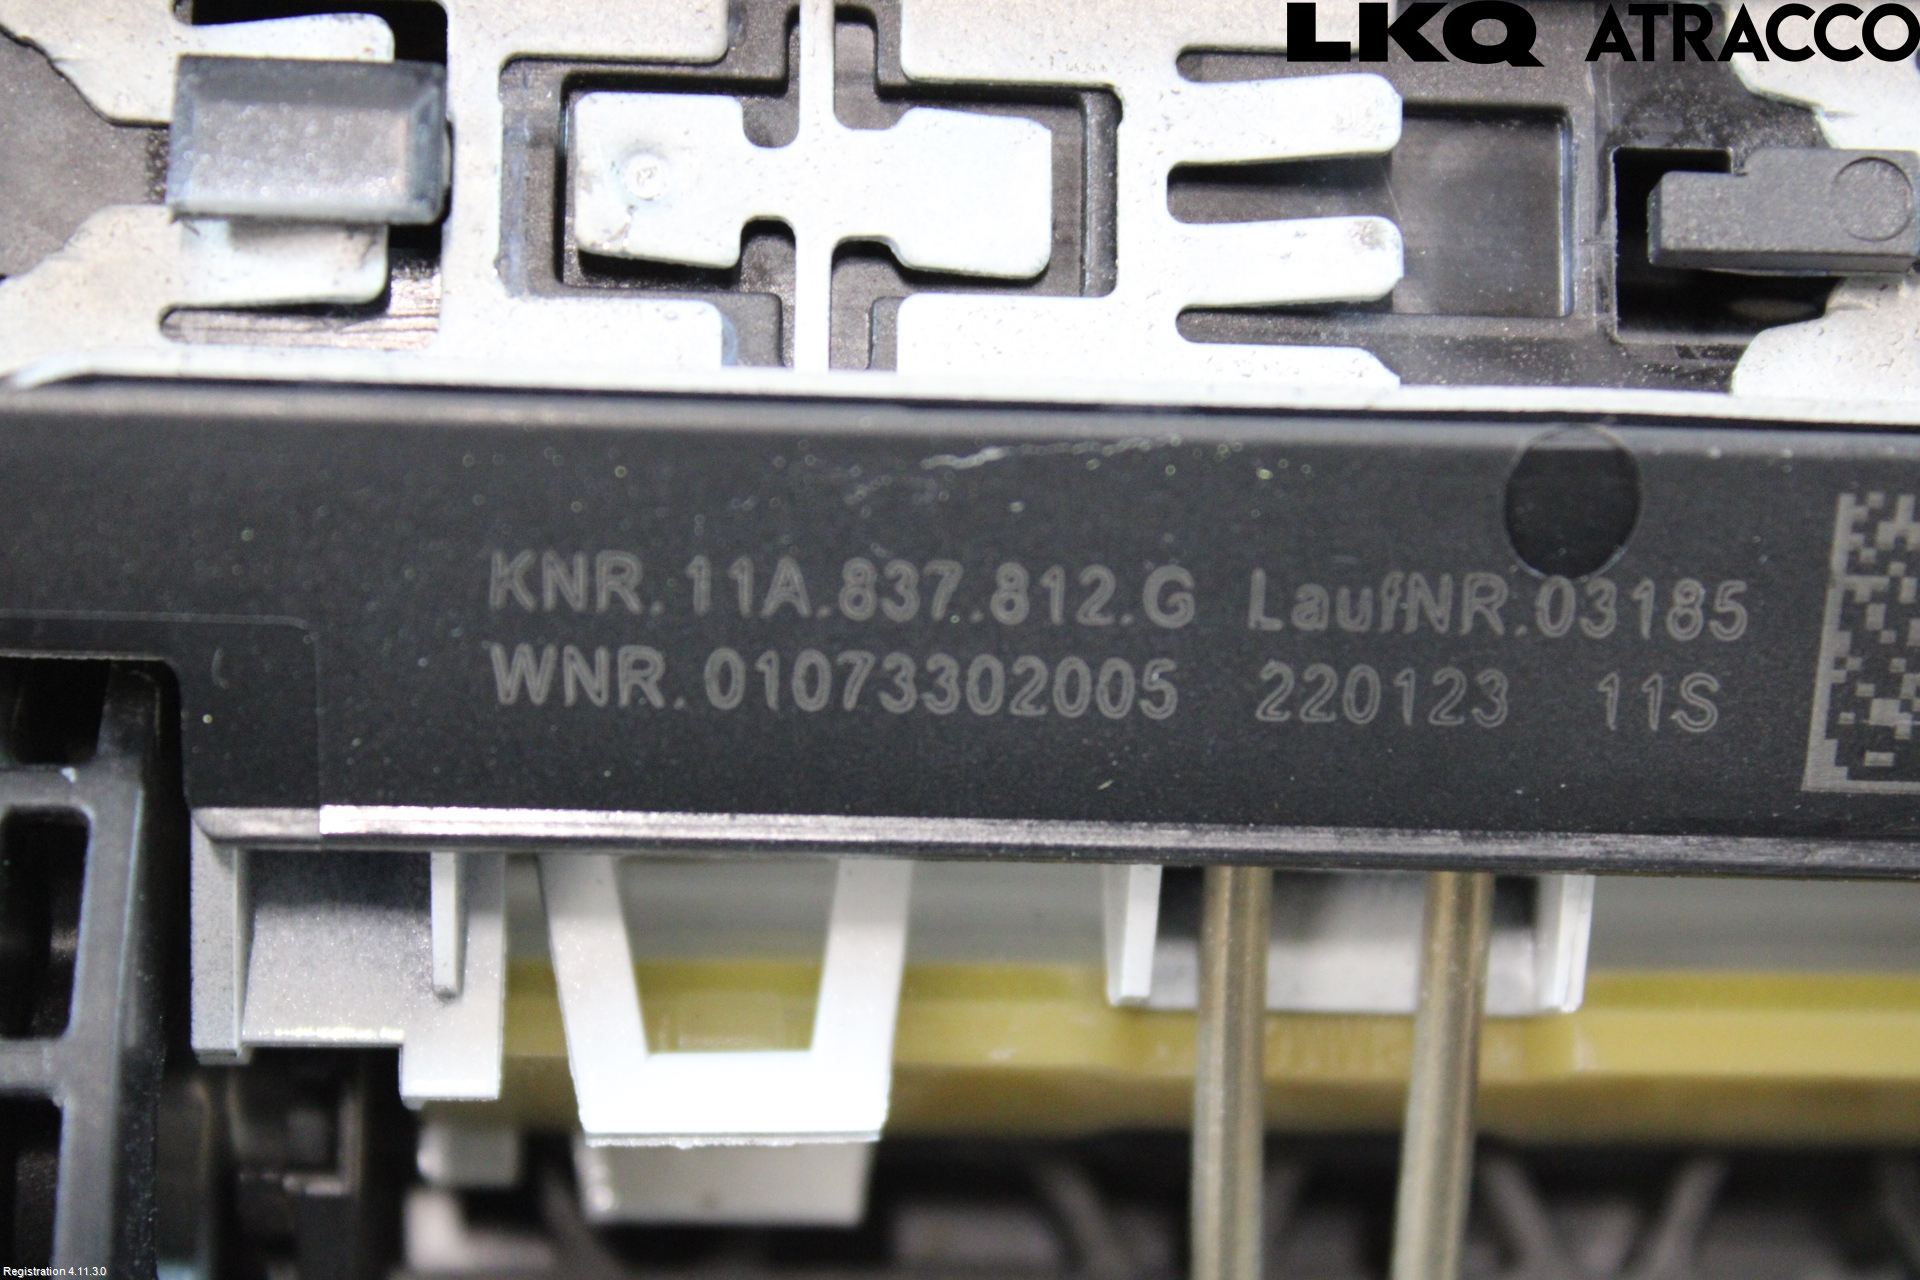 LKQ ATRACCO
KNR. 11A.837..812.G LaufNR.03185
WNR. 01073302005 220123 11S
Registration 4.11.3.0